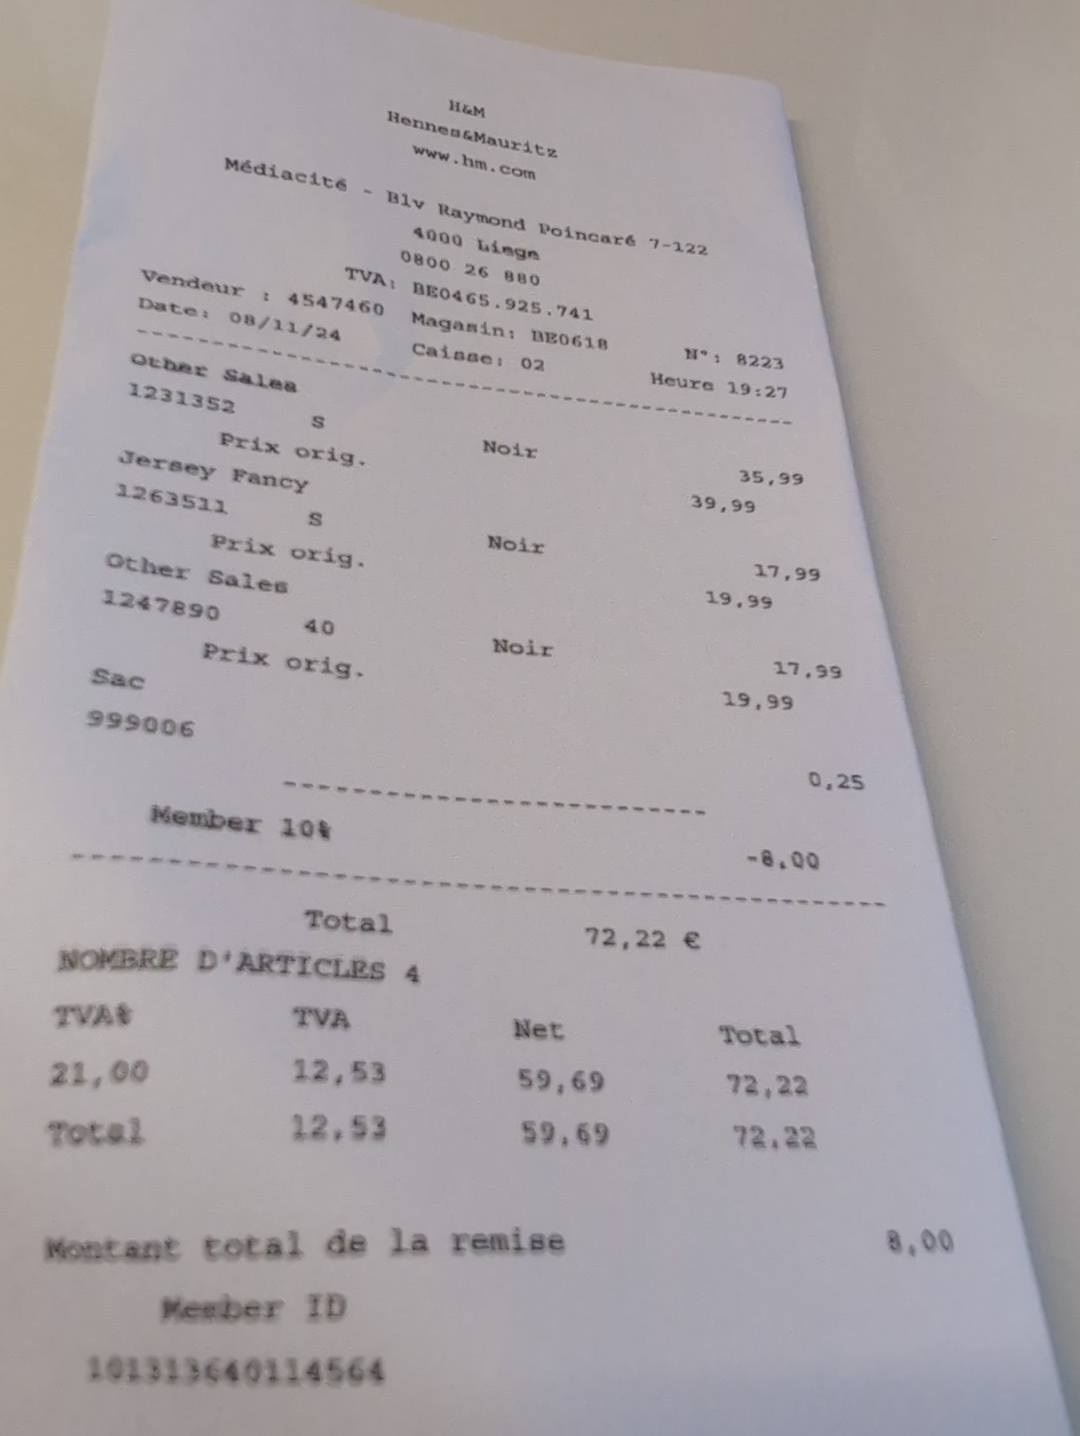 H&M
Hennes&Mauritz
www.hm.com
Médiacité - Blv Raymond Poincaré 7-122
4000 Liege
0800 26 880
TVA: BE0465.925.741
Vendeur : 4547460 Magasin: BE0618 N°: 8223
Date: 08/11/24 Caisse: 02 Heure 19:27
Other Sales
1231352 S Noir 35,99
Prix orig. 39,99
Jersey Fancy
1263511 S Noir 17,99
Prix orig. 19,99
Other Sales
1247890 40 Noir 17,99
Prix orig. 19,99
Sac
999006 0,25
Member 10% -8,00
Total 72,22 €
NOMBRE D'ARTICLES 4
TVA% TVA Net Total
21,00 12,53 59,69 72,22
Total 12,53 59,69 72,22
Montant total de la remise 8,00
Member ID
101313640114564